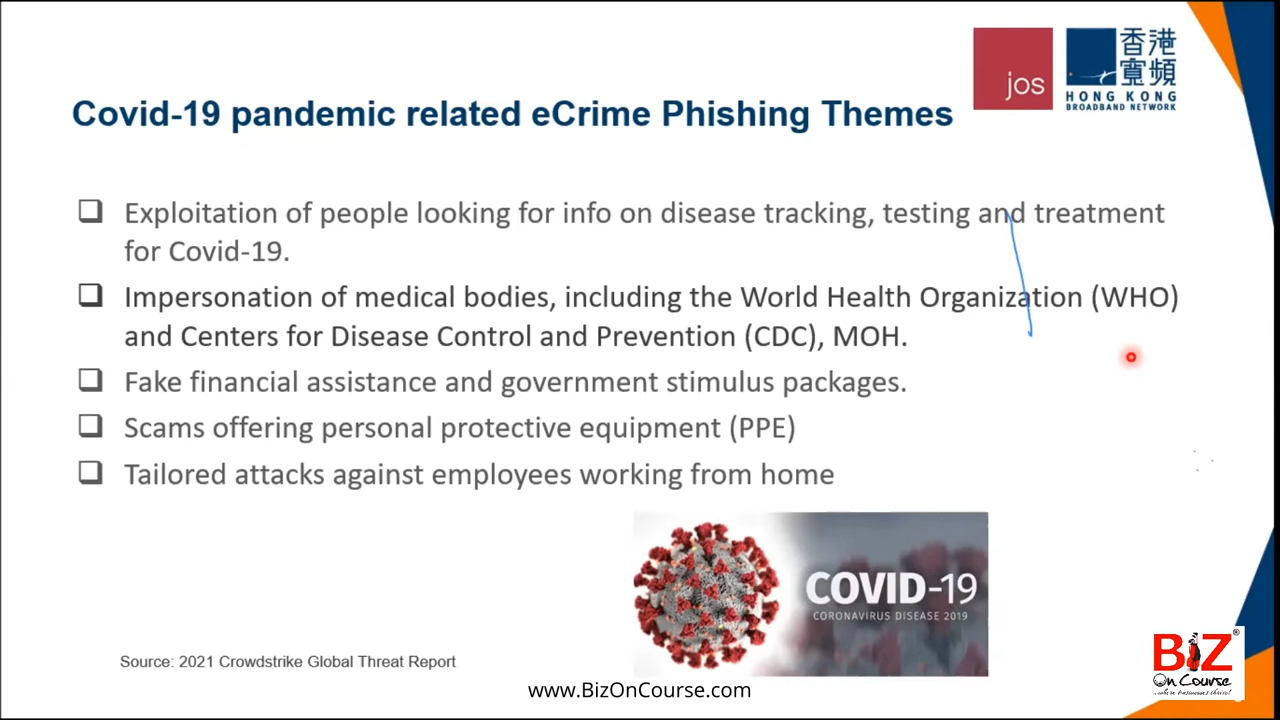 jos
香港
寬頻
HONG KONG
BROADBAND NETWORK
Covid-19 pandemic related eCrime Phishing Themes
Exploitation of people looking for info on disease tracking, testing and treatment
for Covid-19.
Impersonation of medical bodies, including the World Health Organization (WHO)
and Centers for Disease Control and Prevention (CDC), MOH.
Fake financial assistance and government stimulus packages.
Scams offering personal protective equipment (PPE)
Tailored attacks against employees working from home
COVID-19
CORONAVIRUS DISEASE 2019
Source: 2021 Crowdstrike Global Threat Report
www.BizOnCourse.com
BiZ®
On Course